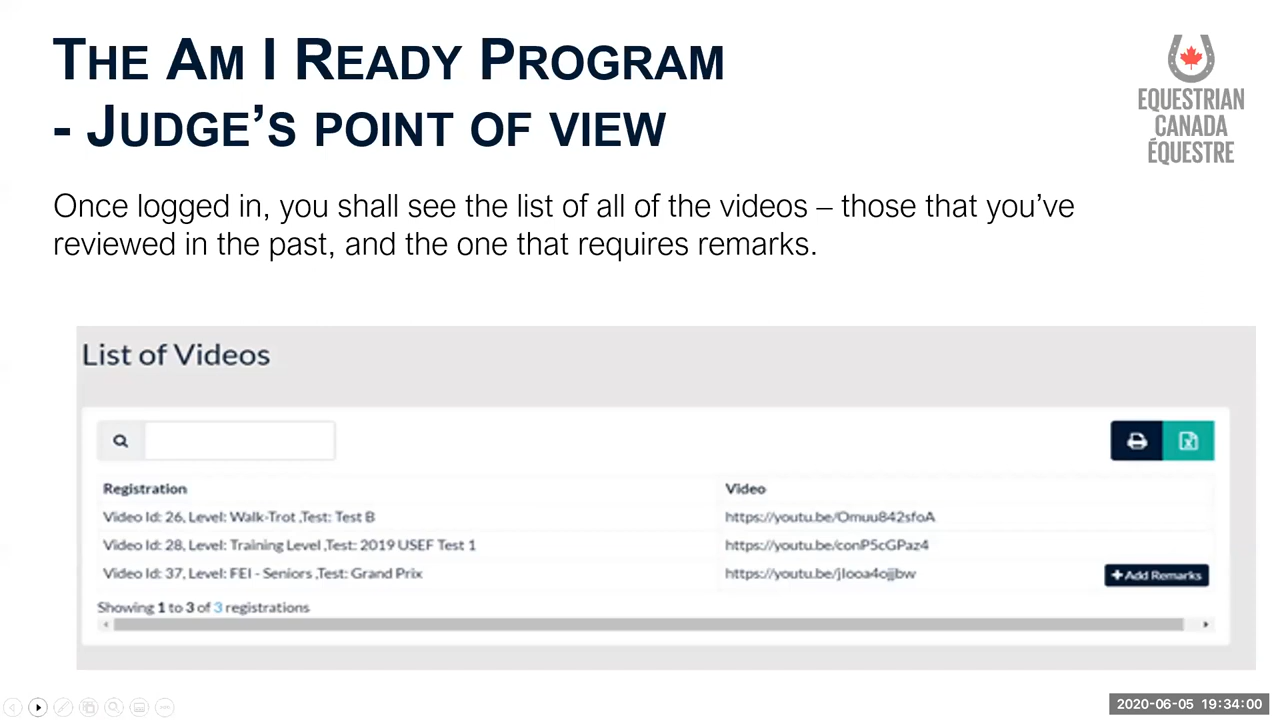 THE AM I READY PROGRAM
- JUDGE'S POINT OF VIEW
EQUESTRIAN
CANADA
ÉQUESTRE
Once logged in, you shall see the list of all of the videos – those that you've
reviewed in the past, and the one that requires remarks.
List of Videos
Registration Video
Video Id: 26, Level: Walk-Trot ,Test: Test B https://youtu.be/Omuu842sfoA
Video Id: 28, Level: Training Level ,Test: 2019 USEF Test 1 https://youtu.be/conP5cGPaz4
Video Id: 37, Level: FEI - Seniors ,Test: Grand Prix +Add Remarks
Showing 1 to 3 of 3 registrations
2020-06-05 19:34:00